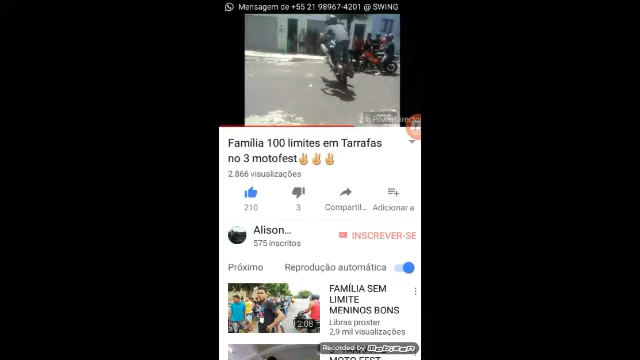 Mensagem de +55 21 98967-4201 @ SWING
PowerDirector
Família 100 limites em Tarrafas
no 3 motofest✌✌✌
2.866 visualizações
210
3
Compartil...
Adicionar a
Alison...
575 inscritos
INSCREVER-SE
Próximo
Reprodução automática
2:08
FAMÍLIA SEM
LIMITE
MENINOS BONS
Libras proster
2,9 mil visualizações
Recorded by Mobizen
MOTO FEST